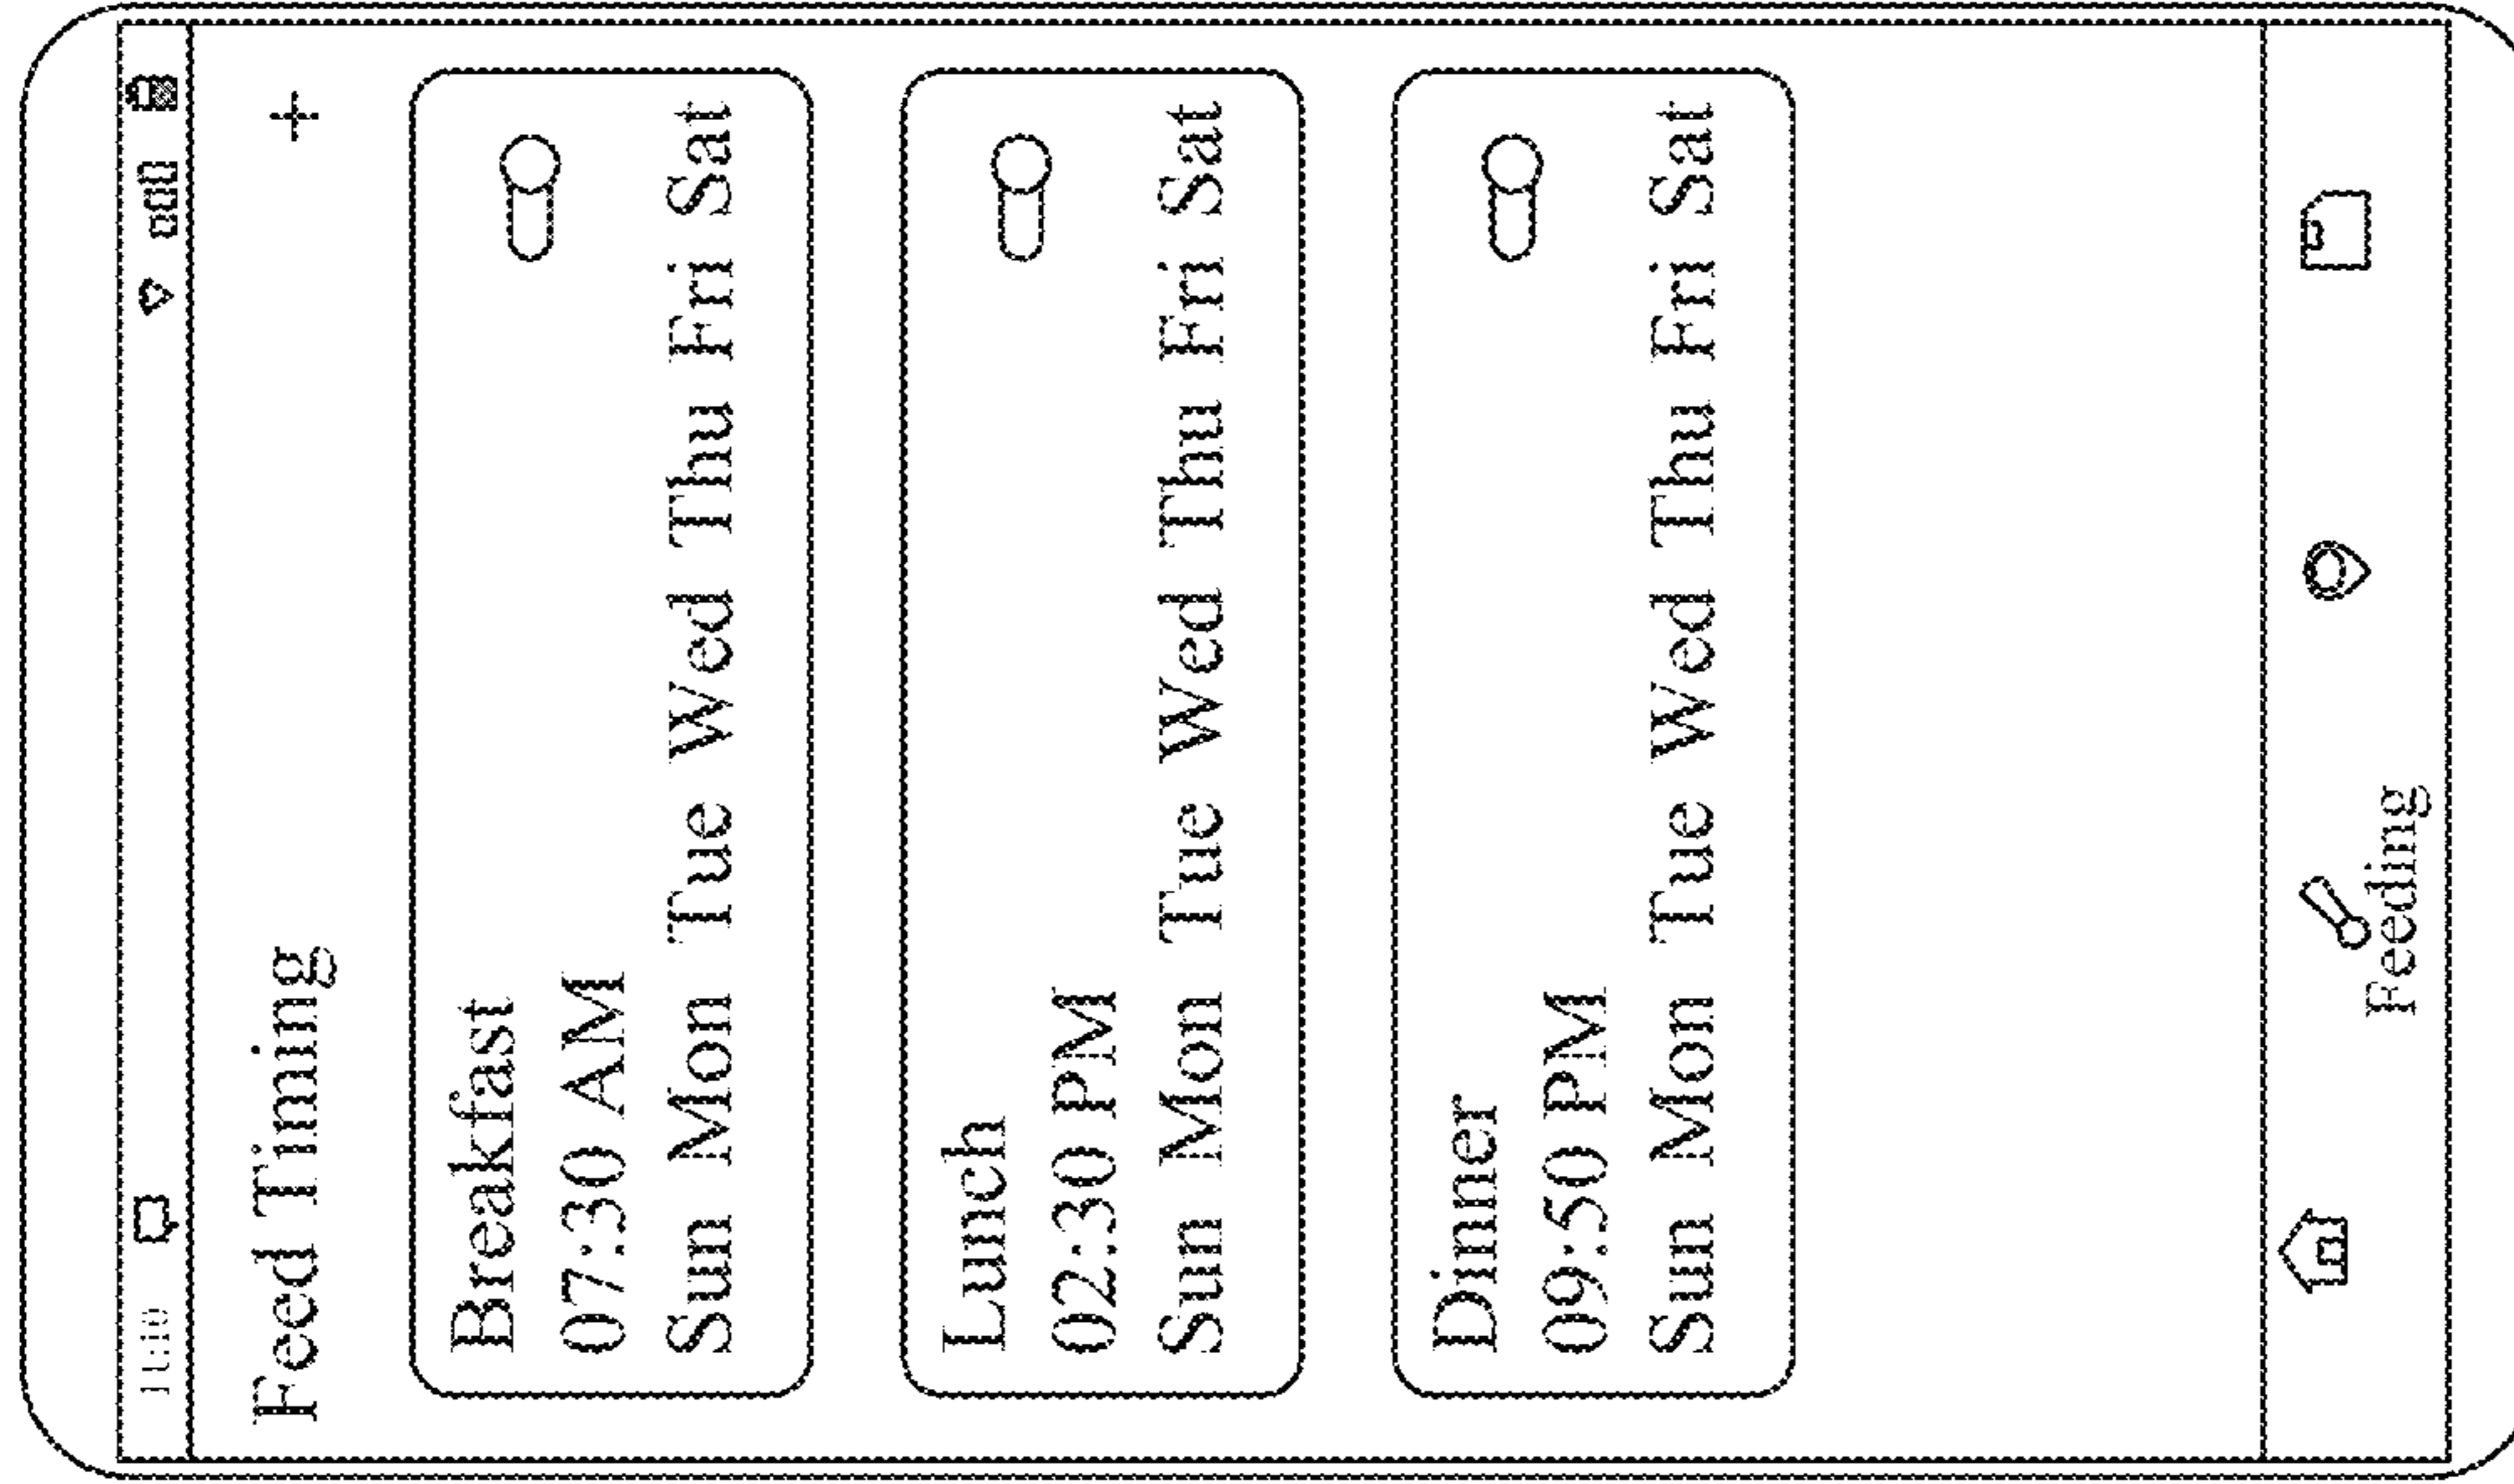 11:10
Feed Timing +
Breakfast
07:30 AM
Sun Mon Tue Wed Thu Fri Sat
Lunch
02:30 PM
Sun Mon Tue Wed Thu Fri Sat
Dinner
09:50 PM
Sun Mon Tue Wed Thu Fri Sat
Feeding